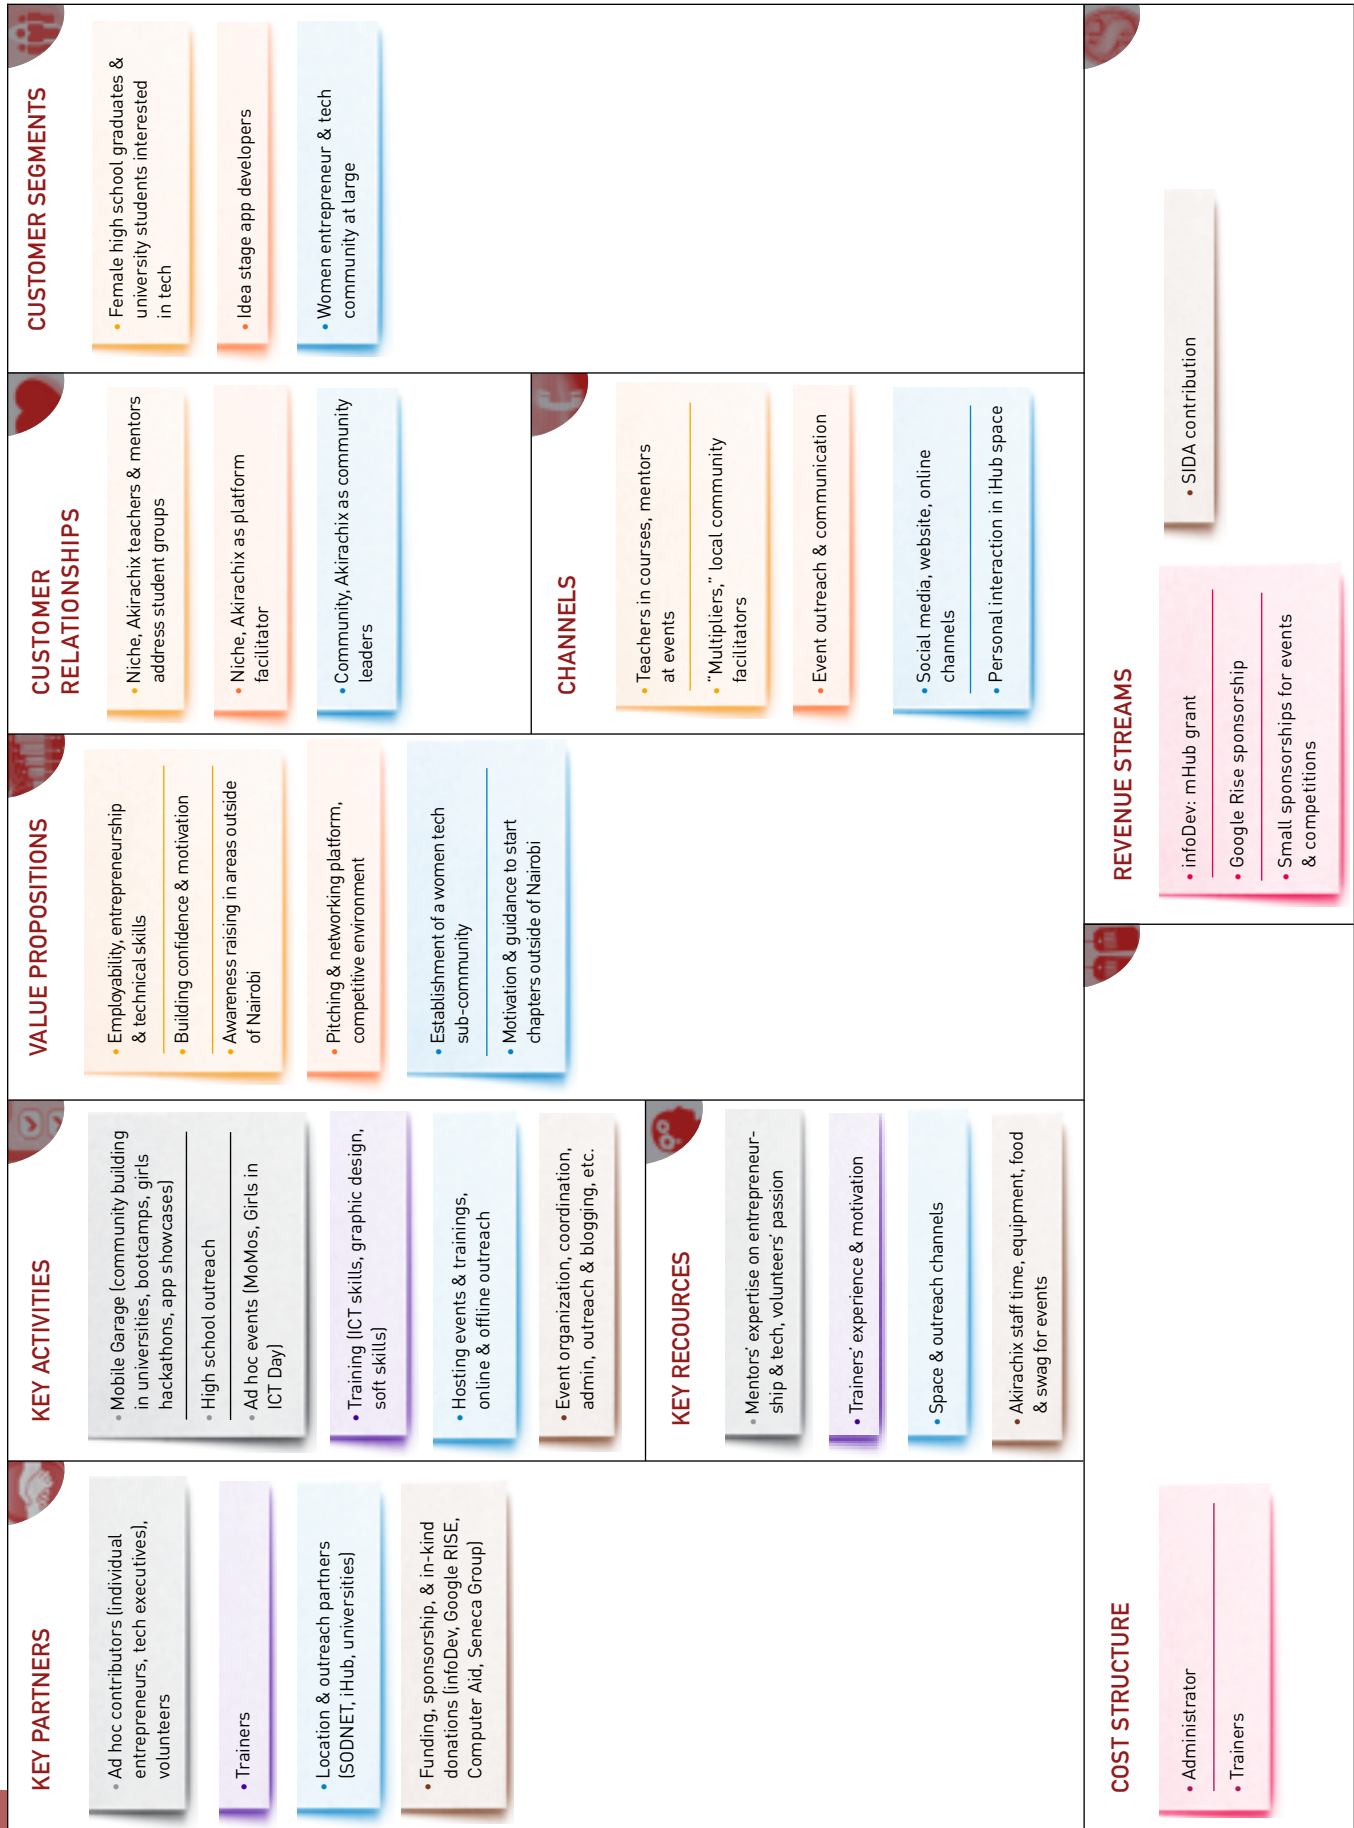 KEY PARTNERS
• Ad hoc contributors (individual
entrepreneurs, tech executives),
volunteers
• Trainers
• Location & outreach partners
(SODNET, iHub, universities)
• Funding, sponsorship, & in-kind
donations (infoDev, Google RISE,
Computer Aid, Seneca Group)
KEY ACTIVITIES
• Mobile Garage (community building
in universities, bootcamps, girls
hackathons, app showcases)
• High school outreach
• Ad hoc events (MoMos, Girls in
ICT Day)
• Training (ICT skills, graphic design,
soft skills)
• Hosting events & trainings,
online & offline outreach
• Event organization, coordination,
admin, outreach & blogging, etc.
KEY RECOURCES
• Mentors’ expertise on entrepreneur-
ship & tech, volunteers’ passion
• Trainers’ experience & motivation
• Space & outreach channels
• Akirachix staff time, equipment, food
& swag for events
VALUE PROPOSITIONS
• Employability, entrepreneurship
& technical skills
• Building confidence & motivation
• Awareness raising in areas outside
of Nairobi
• Pitching & networking platform,
competitive environment
• Establishment of a women tech
sub-community
• Motivation & guidance to start
chapters outside of Nairobi
CUSTOMER
RELATIONSHIPS
• Niche, Akirachix teachers & mentors
address student groups
• Niche, Akirachix as platform
facilitator
• Community, Akirachix as community
leaders
CHANNELS
• Teachers in courses, mentors
at events
• “Multipliers,” local community
facilitators
• Event outreach & communication
• Social media, website, online
channels
• Personal interaction in iHub space
CUSTOMER SEGMENTS
• Female high school graduates &
university students interested
in tech
• Idea stage app developers
• Women entrepreneur & tech
community at large
COST STRUCTURE
• Administrator
• Trainers
REVENUE STREAMS
• infoDev: mHub grant
• Google Rise sponsorship
• Small sponsorships for events
& competitions
• SIDA contribution